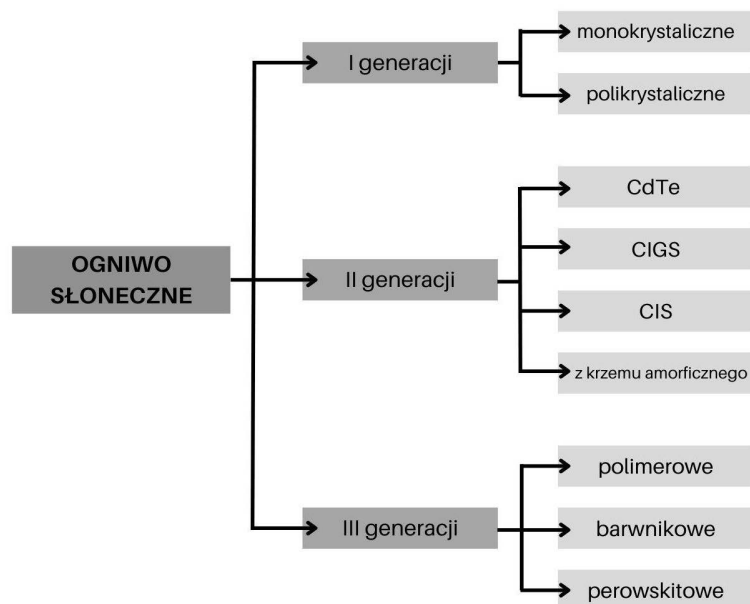 OGNIWO
SŁONECZNE
I generacji
monokrystaliczne
polikrystaliczne
II generacji
CdTe
CIGS
CIS
z krzemu amorficznego
III generacji
polimerowe
barwnikowe
perowskitowe